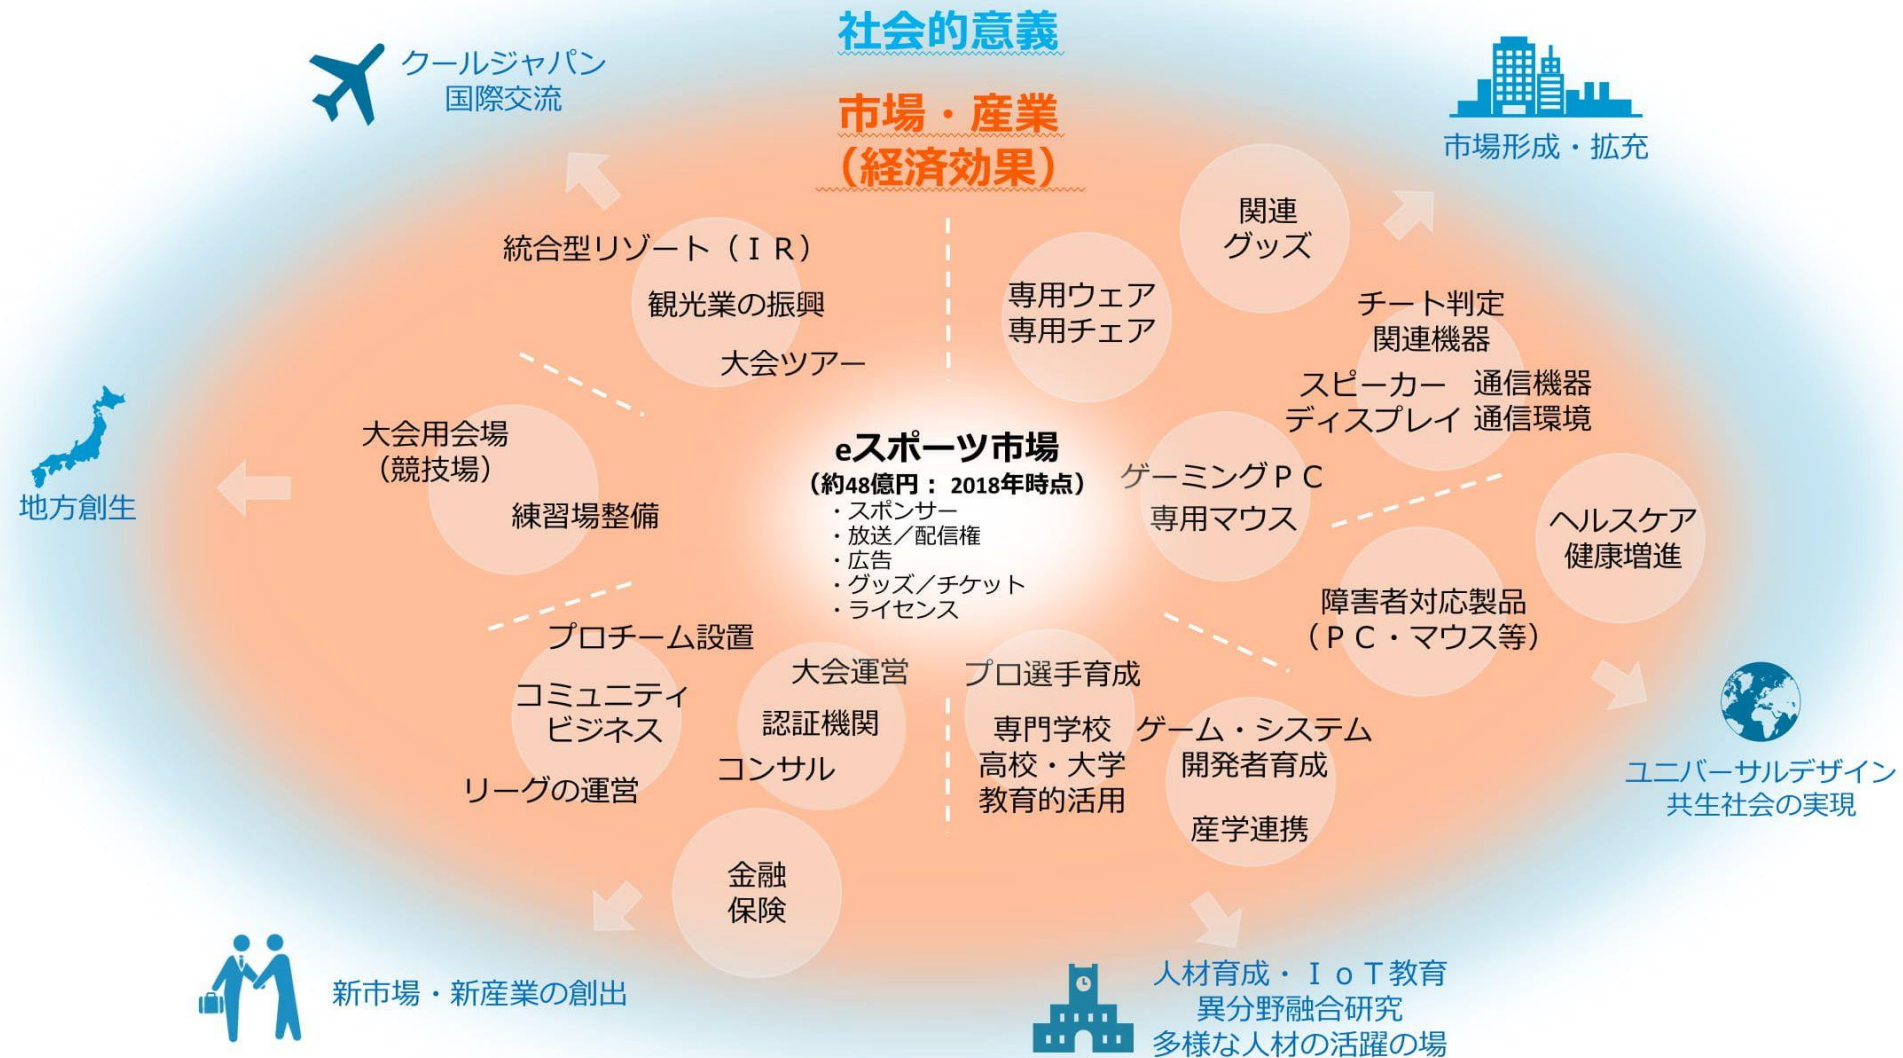 社会的意義
市場・産業
（経済効果）
クールジャパン
国際交流
市場形成・拡充
統合型リゾート（ＩＲ）
観光業の振興
大会ツアー
専用ウェア
専用チェア
関連
グッズ
チート判定
関連機器
スピーカー
ディスプレイ
通信機器
通信環境
ゲーミングＰＣ
専用マウス
大会用会場
（競技場）
練習場整備
地方創生
eスポーツ市場
（約48億円： 2018年時点）
・スポンサー
・放送／配信権
・広告
・グッズ／チケット
・ライセンス
ヘルスケア
健康増進
障害者対応製品
（ＰＣ・マウス等）
ユニバーサルデザイン
共生社会の実現
プロチーム設置
コミュニティ
ビジネス
リーグの運営
大会運営
認証機関
コンサル
金融
保険
プロ選手育成
専門学校
高校・大学
教育的活用
ゲーム・システム
開発者育成
産学連携
新市場・新産業の創出
人材育成・ＩｏＴ教育
異分野融合研究
多様な人材の活躍の場